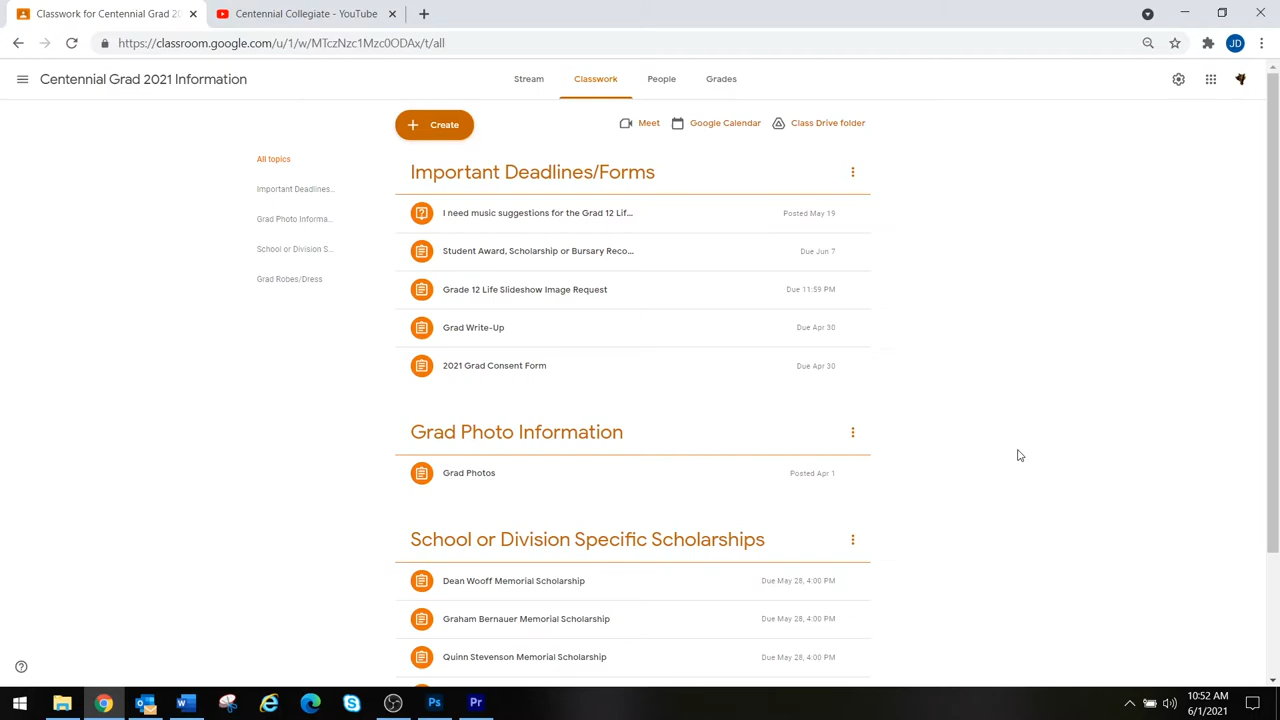 Classwork for Centennial Grad 20
Centennial Collegiate - YouTube
https://classroom.google.com/u/1/w/MTczNzc1Mzc0ODAx/t/all
JD
Centennial Grad 2021 Information
Stream
Classwork
People
Grades
Create
Meet
Google Calendar
Class Drive folder
All topics
Important Deadlines...
Grad Photo Informa...
School or Division S...
Grad Robes/Dress
Important Deadlines/Forms
I need music suggestions for the Grad 12 Lif...
Posted May 19
Student Award, Scholarship or Bursary Reco...
Due Jun 7
Grade 12 Life Slideshow Image Request
Due 11:59 PM
Grad Write-Up
Due Apr 30
2021 Grad Consent Form
Due Apr 30
Grad Photo Information
Grad Photos
Posted Apr 1
School or Division Specific Scholarships
Dean Wooff Memorial Scholarship
Due May 28, 4:00 PM
Graham Bernauer Memorial Scholarship
Due May 28, 4:00 PM
Quinn Stevenson Memorial Scholarship
Due May 28, 4:00 PM
Ps
Pr
10:52 AM
6/1/2021